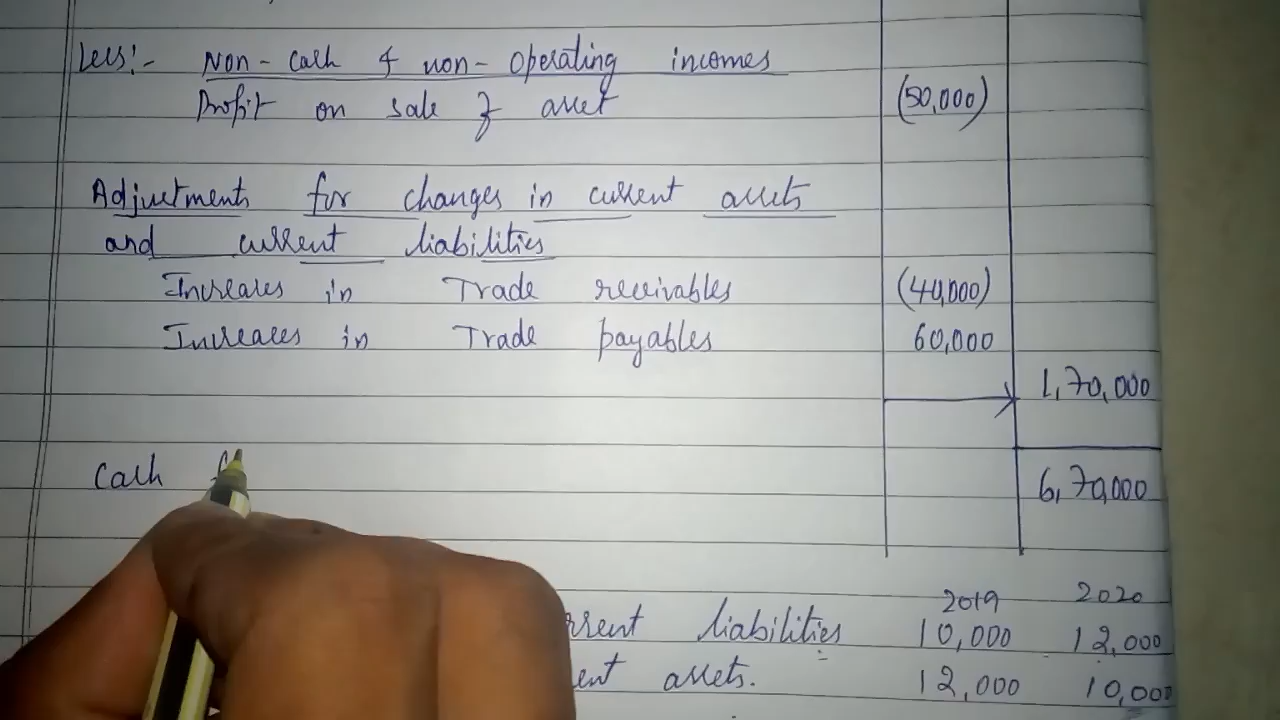 Less:- Non-cash & non-operating incomes
Profit on sale of asset (50,000)
Adjustments for changes in current assets
and current liabilities
Increases in Trade receivables (40,000)
Increases in Trade payables 60,000
1,70,000
Cash 6,70,000
2019 2020
rrent liabilities 10,000 12,000
ent assets. 12,000 10,000